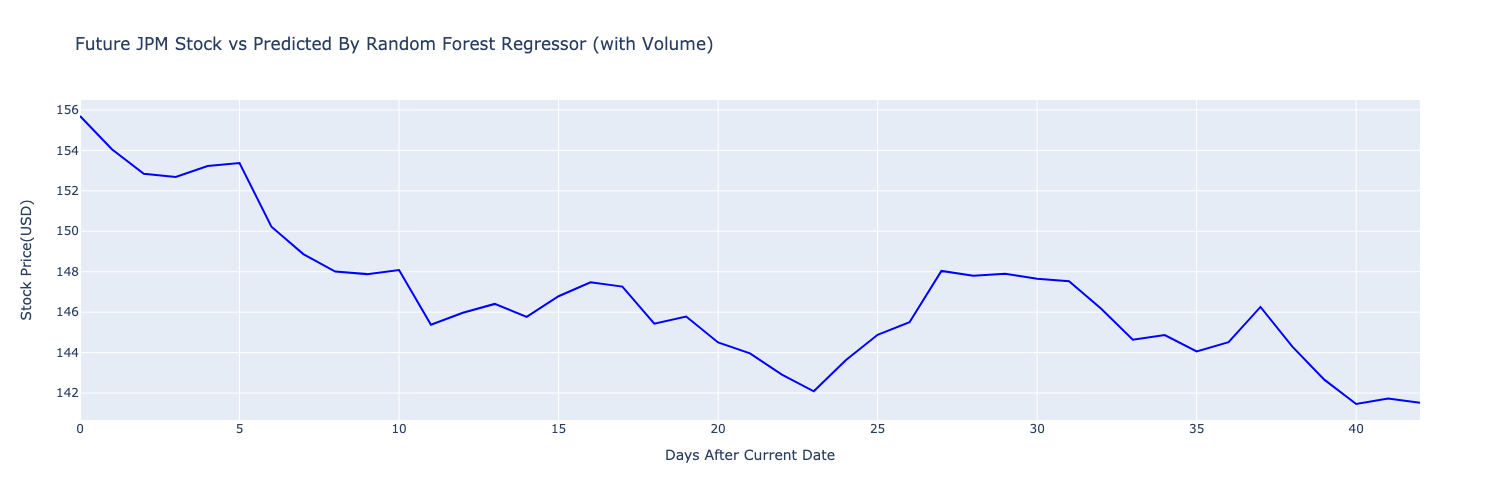 Future JPM Stock vs Predicted By Random Forest Regressor (with Volume)
Stock Price(USD)
156
154
152
150
148
146
144
142
0 5 10 15 20 25 30 35 40
Days After Current Date